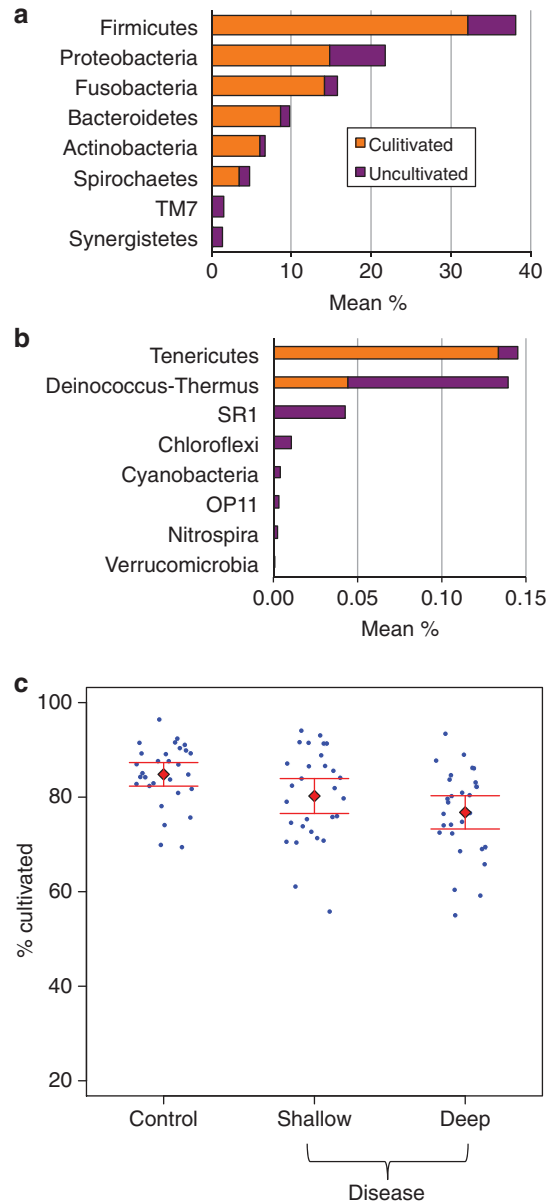 a
Firmicutes
Proteobacteria
Fusobacteria
Bacteroidetes
Actinobacteria
Spirochaetes
TM7
Synergistetes
Culitivated
Uncultivated
0 10 20 30 40
Mean %
b
Tenericutes
Deinococcus-Thermus
SR1
Chloroflexi
Cyanobacteria
OP11
Nitrospira
Verrucomicrobia
0.00 0.05 0.10 0.15
Mean %
c
100
80
60
40
20
% cultivated
Control Shallow Deep
Disease